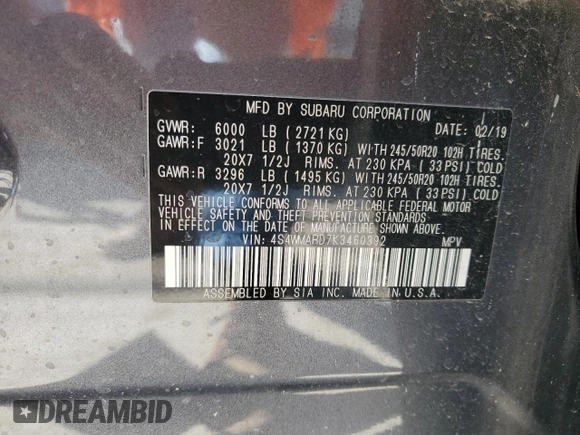 MFD BY SUBARU CORPORATION
GVWR: 6000 LB ( 2721 KG) DATE: 02/19
GAWR:F 3021 LB ( 1370 KG) WITH 245/50R20 102H TIRES.
20X7 1/2J RIMS. AT 230 KPA ( 33 PSI) COLD
GAWR:R 3296 LB ( 1495 KG) WITH 245/50R20 102H TIRES.
20X7 1/2J RIMS. AT 230 KPA ( 33 PSI) COLD
THIS VEHICLE CONFORMS TO ALL APPLICABLE FEDERAL MOTOR
VEHICLE SAFETY AND THEFT PREVENTION STANDARDS
IN EFFECT ON THE DATE OF MANUFACTURE SHOWN ABOVE.
VIN: 4S4WMARD7K3460392 MPV
ASSEMBLED BY SIA INC. MADE IN U.S.A.
DREAMBID